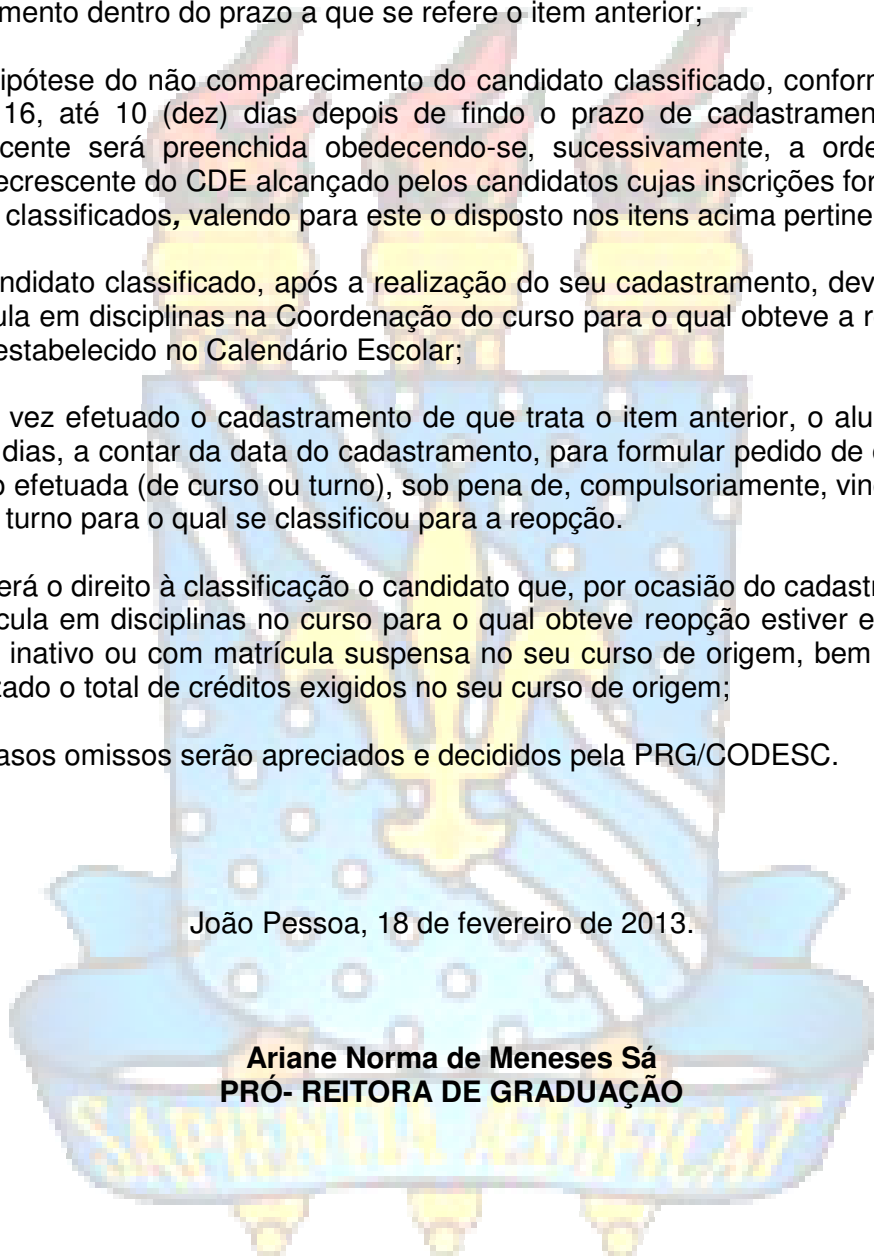 mento dentro do prazo a que se refere o item anterior;
ipótese do não comparecimento do candidato classificado, conforn
16, até 10 (dez) dias depois de findo o prazo de cadastramen
cente será preenchida obedecendo-se, sucessivamente, a orde
ecrescente do CDE alcançado pelos candidatos cujas inscrições for
classificados, valendo para este o disposto nos itens acima pertine
ndidato classificado, após a realização do seu cadastramento, dev
ula em disciplinas na Coordenação do curso para o qual obteve a r
estabelecido no Calendário Escolar;
vez efetuado o cadastramento de que trata o item anterior, o alu
dias, a contar da data do cadastramento, para formular pedido de
o efetuada (de curso ou turno), sob pena de, compulsoriamente, vin
turno para o qual se classificou para a reopção.
erá o direito à classificação o candidato que, por ocasião do cadast
cula em disciplinas no curso para o qual obteve reopção estiver e
inativo ou com matrícula suspensa no seu curso de origem, bem
zado o total de créditos exigidos no seu curso de origem;
asos omissos serão apreciados e decididos pela PRG/CODESC.
João Pessoa, 18 de fevereiro de 2013.
Ariane Norma de Meneses Sá
PRÓ- REITORA DE GRADUAÇÃO
SAPIENTIA ÆDIFICAT